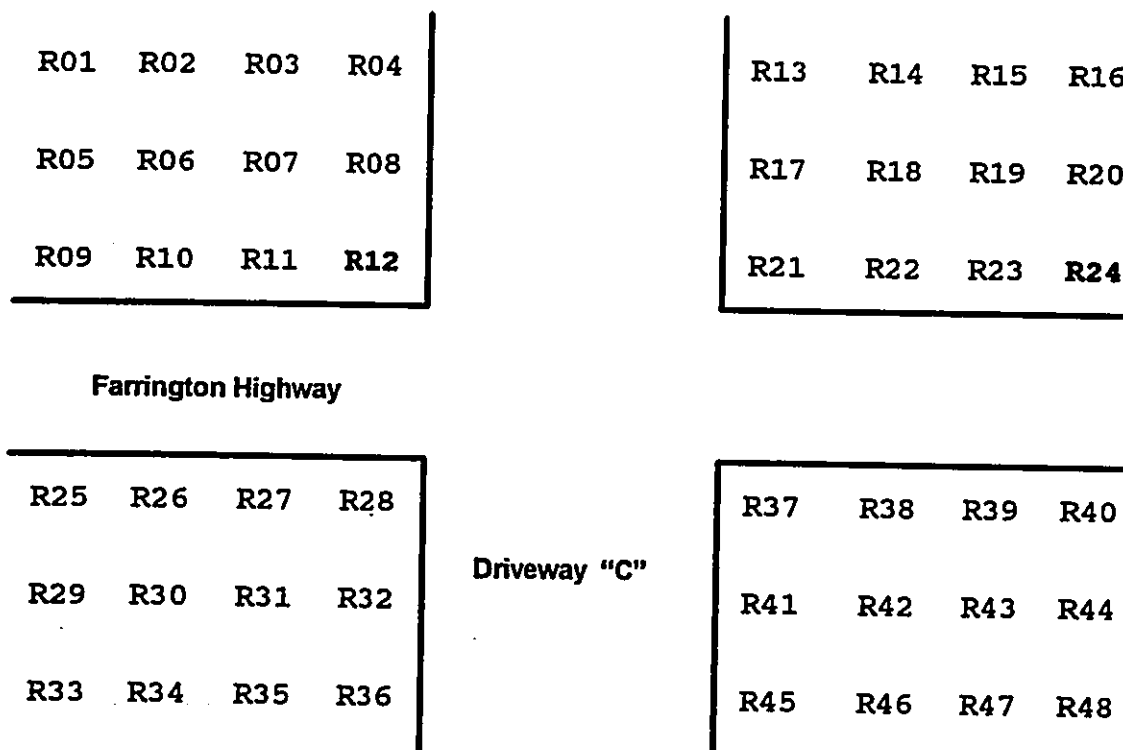 R01 R02 R03 R04
R05 R06 R07 R08
R09 R10 R11 R12
R13 R14 R15 R16
R17 R18 R19 R20
R21 R22 R23 R24
Farrington Highway
R25 R26 R27 R28
R29 R30 R31 R32
R33 R34 R35 R36
Driveway "C"
R37 R38 R39 R40
R41 R42 R43 R44
R45 R46 R47 R48